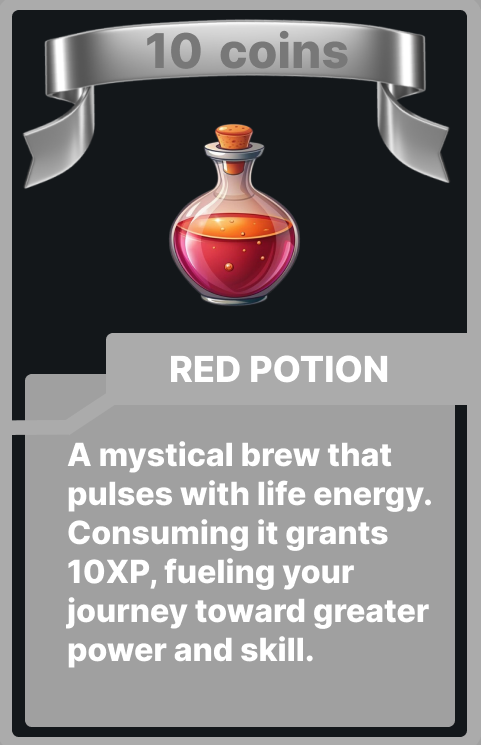 10 coins
RED POTION
A mystical brew that
pulses with life energy.
Consuming it grants
10XP, fueling your
journey toward greater
power and skill.